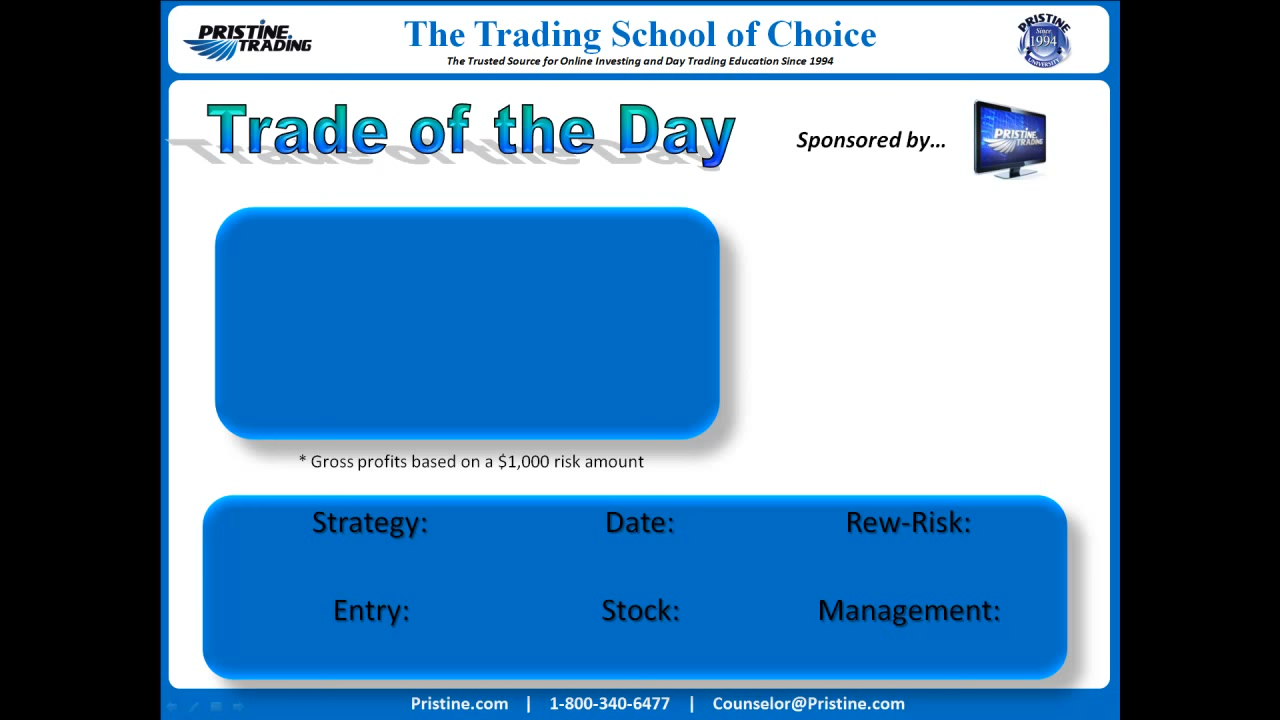 PRISTINE
TRADING
The Trading School of Choice
The Trusted Source for Online Investing and Day Trading Education Since 1994
PRISTINE
Since
1994
UNIVERSITY
Trade of the Day
Sponsored by...
PRISTINE
TRADING
* Gross profits based on a $1,000 risk amount
Strategy: Date: Rew-Risk:
Entry: Stock: Management:
Pristine.com | 1-800-340-6477 | Counselor@Pristine.com